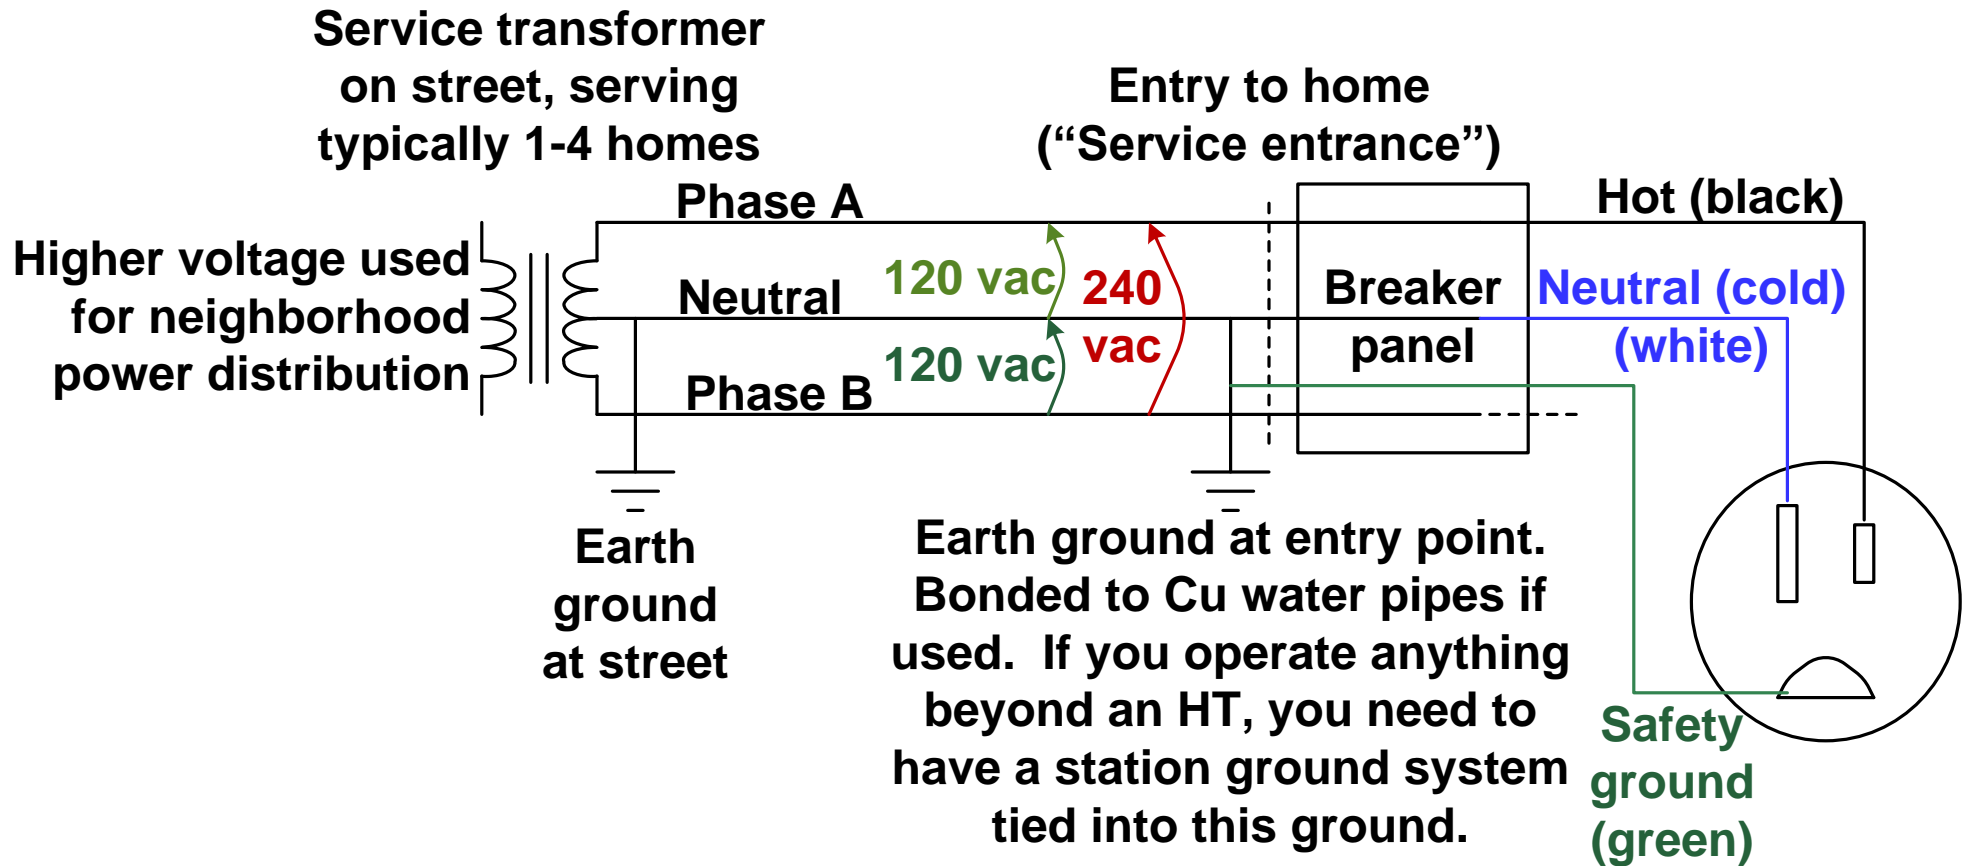 Service transformer
on street, serving
typically 1-4 homes
Entry to home
(“Service entrance”)
Phase A
Hot (black)
Higher voltage used
for neighborhood
power distribution
120 vac
240
vac
Neutral
Breaker
panel
Neutral (cold)
(white)
120 vac
Phase B
Earth
ground
at street
Earth ground at entry point.
Bonded to Cu water pipes if
used.  If you operate anything
beyond an HT, you need to
have a station ground system
tied into this ground.
Safety
ground
(green)